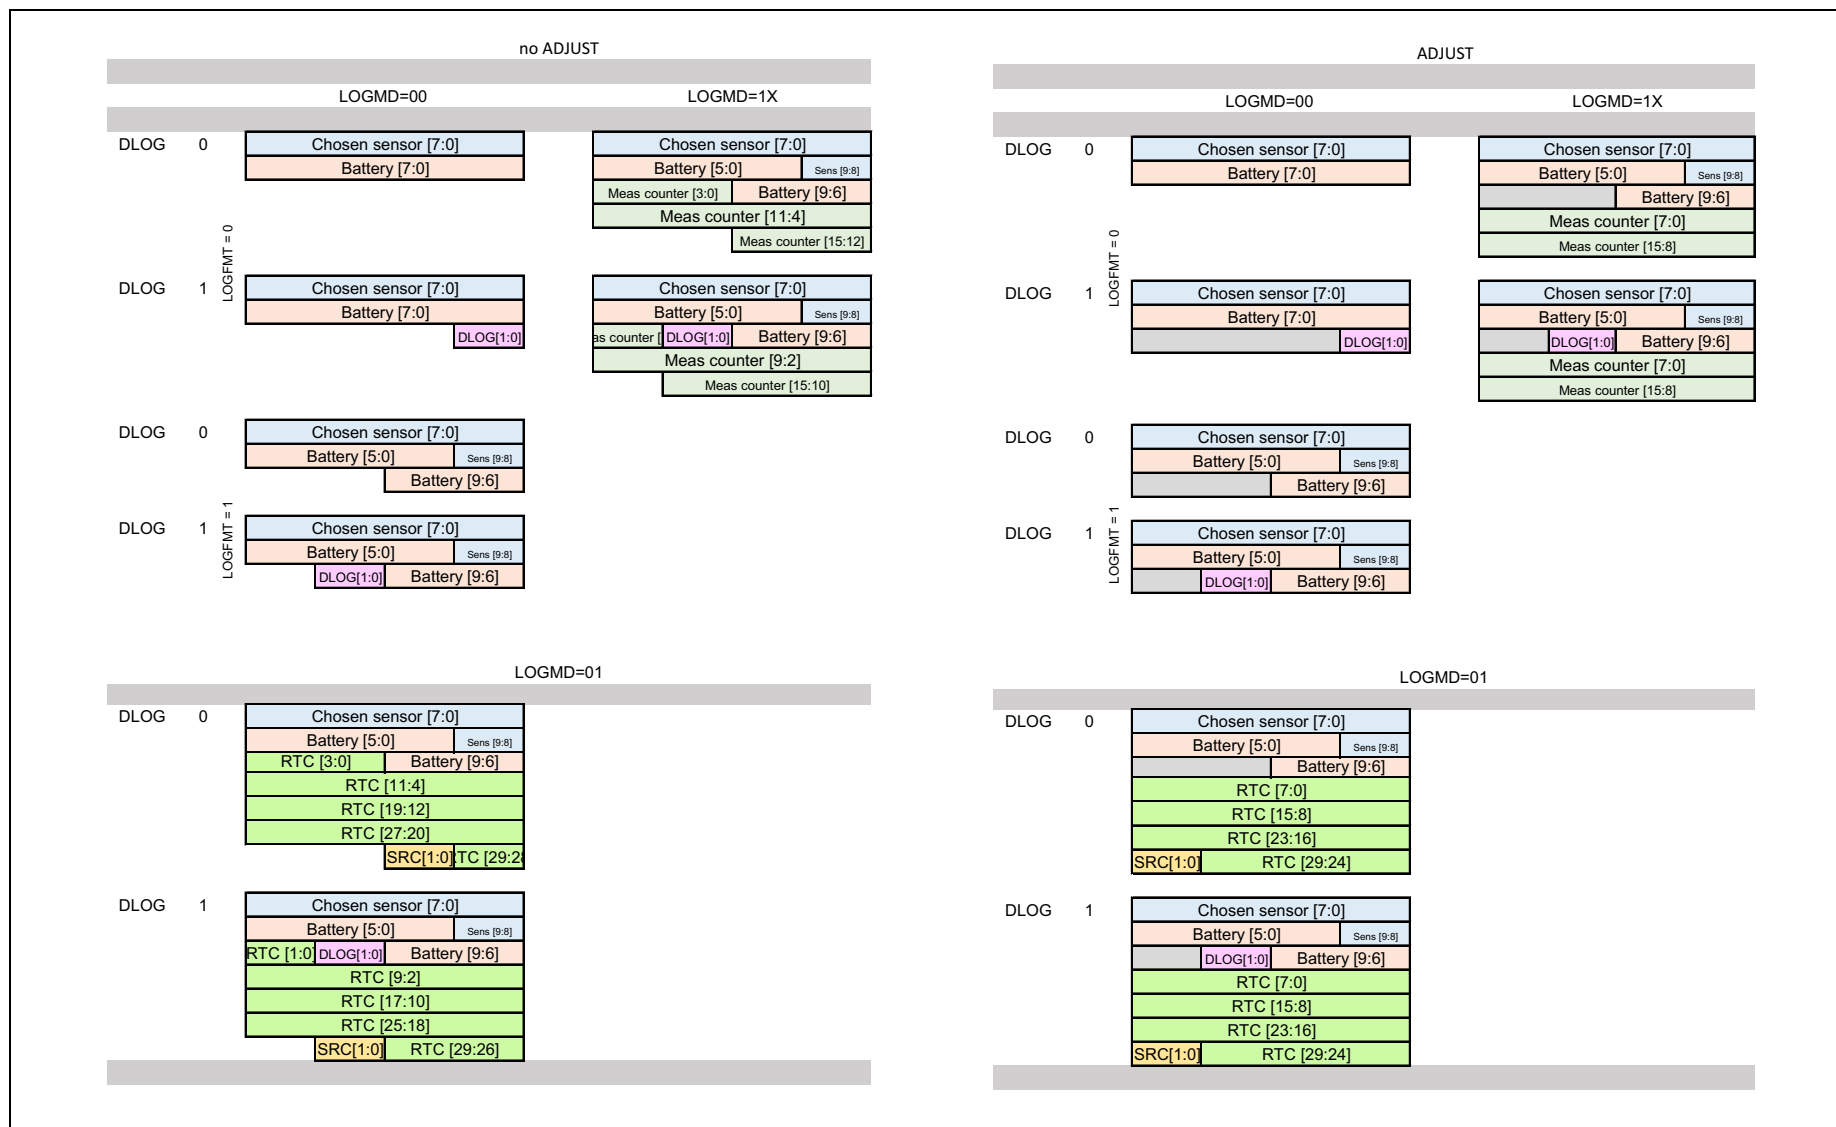 no ADJUST
LOGMD=00 LOGMD=1X
DLOG 0 Chosen sensor [7:0] Chosen sensor [7:0]
Battery [7:0] Battery [5:0] Sens [9:8]
Meas counter [3:0] Battery [9:6]
Meas counter [11:4]
Meas counter [15:12]
LOGFMT = 0
DLOG 1 Chosen sensor [7:0] Chosen sensor [7:0]
Battery [7:0] Battery [5:0] Sens [9:8]
DLOG[1:0] as counter [ DLOG[1:0] Battery [9:6]
Meas counter [9:2]
Meas counter [15:10]
DLOG 0 Chosen sensor [7:0]
Battery [5:0] Sens [9:8]
Battery [9:6]
LOGFMT = 1
DLOG 1 Chosen sensor [7:0]
Battery [5:0] Sens [9:8]
DLOG[1:0] Battery [9:6]
LOGMD=01
DLOG 0 Chosen sensor [7:0]
Battery [5:0] Sens [9:8]
RTC [3:0] Battery [9:6]
RTC [11:4]
RTC [19:12]
RTC [27:20]
SRC[1:0] RTC [29:28
DLOG 1 Chosen sensor [7:0]
Battery [5:0] Sens [9:8]
RTC [1:0] DLOG[1:0] Battery [9:6]
RTC [9:2]
RTC [17:10]
RTC [25:18]
SRC[1:0] RTC [29:26]
ADJUST
LOGMD=00 LOGMD=1X
DLOG 0 Chosen sensor [7:0] Chosen sensor [7:0]
Battery [7:0] Battery [5:0] Sens [9:8]
Battery [9:6]
Meas counter [7:0]
Meas counter [15:8]
LOGFMT = 0
DLOG 1 Chosen sensor [7:0] Chosen sensor [7:0]
Battery [7:0] Battery [5:0] Sens [9:8]
DLOG[1:0] DLOG[1:0] Battery [9:6]
Meas counter [7:0]
Meas counter [15:8]
DLOG 0 Chosen sensor [7:0]
Battery [5:0] Sens [9:8]
Battery [9:6]
LOGFMT = 1
DLOG 1 Chosen sensor [7:0]
Battery [5:0] Sens [9:8]
DLOG[1:0] Battery [9:6]
LOGMD=01
DLOG 0 Chosen sensor [7:0]
Battery [5:0] Sens [9:8]
Battery [9:6]
RTC [7:0]
RTC [15:8]
RTC [23:16]
SRC[1:0] RTC [29:24]
DLOG 1 Chosen sensor [7:0]
Battery [5:0] Sens [9:8]
DLOG[1:0] Battery [9:6]
RTC [7:0]
RTC [15:8]
RTC [23:16]
SRC[1:0] RTC [29:24]